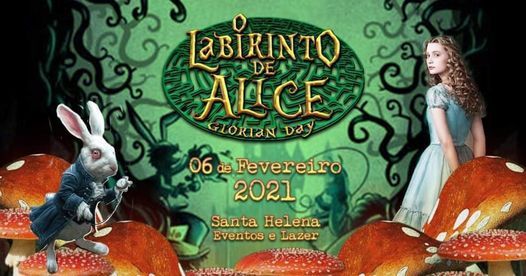 O
LABIRINTO
DE
ALICE
GLORIAN DAY
06 de Fevereiro
2021
Santa Helena
Eventos e Lazer